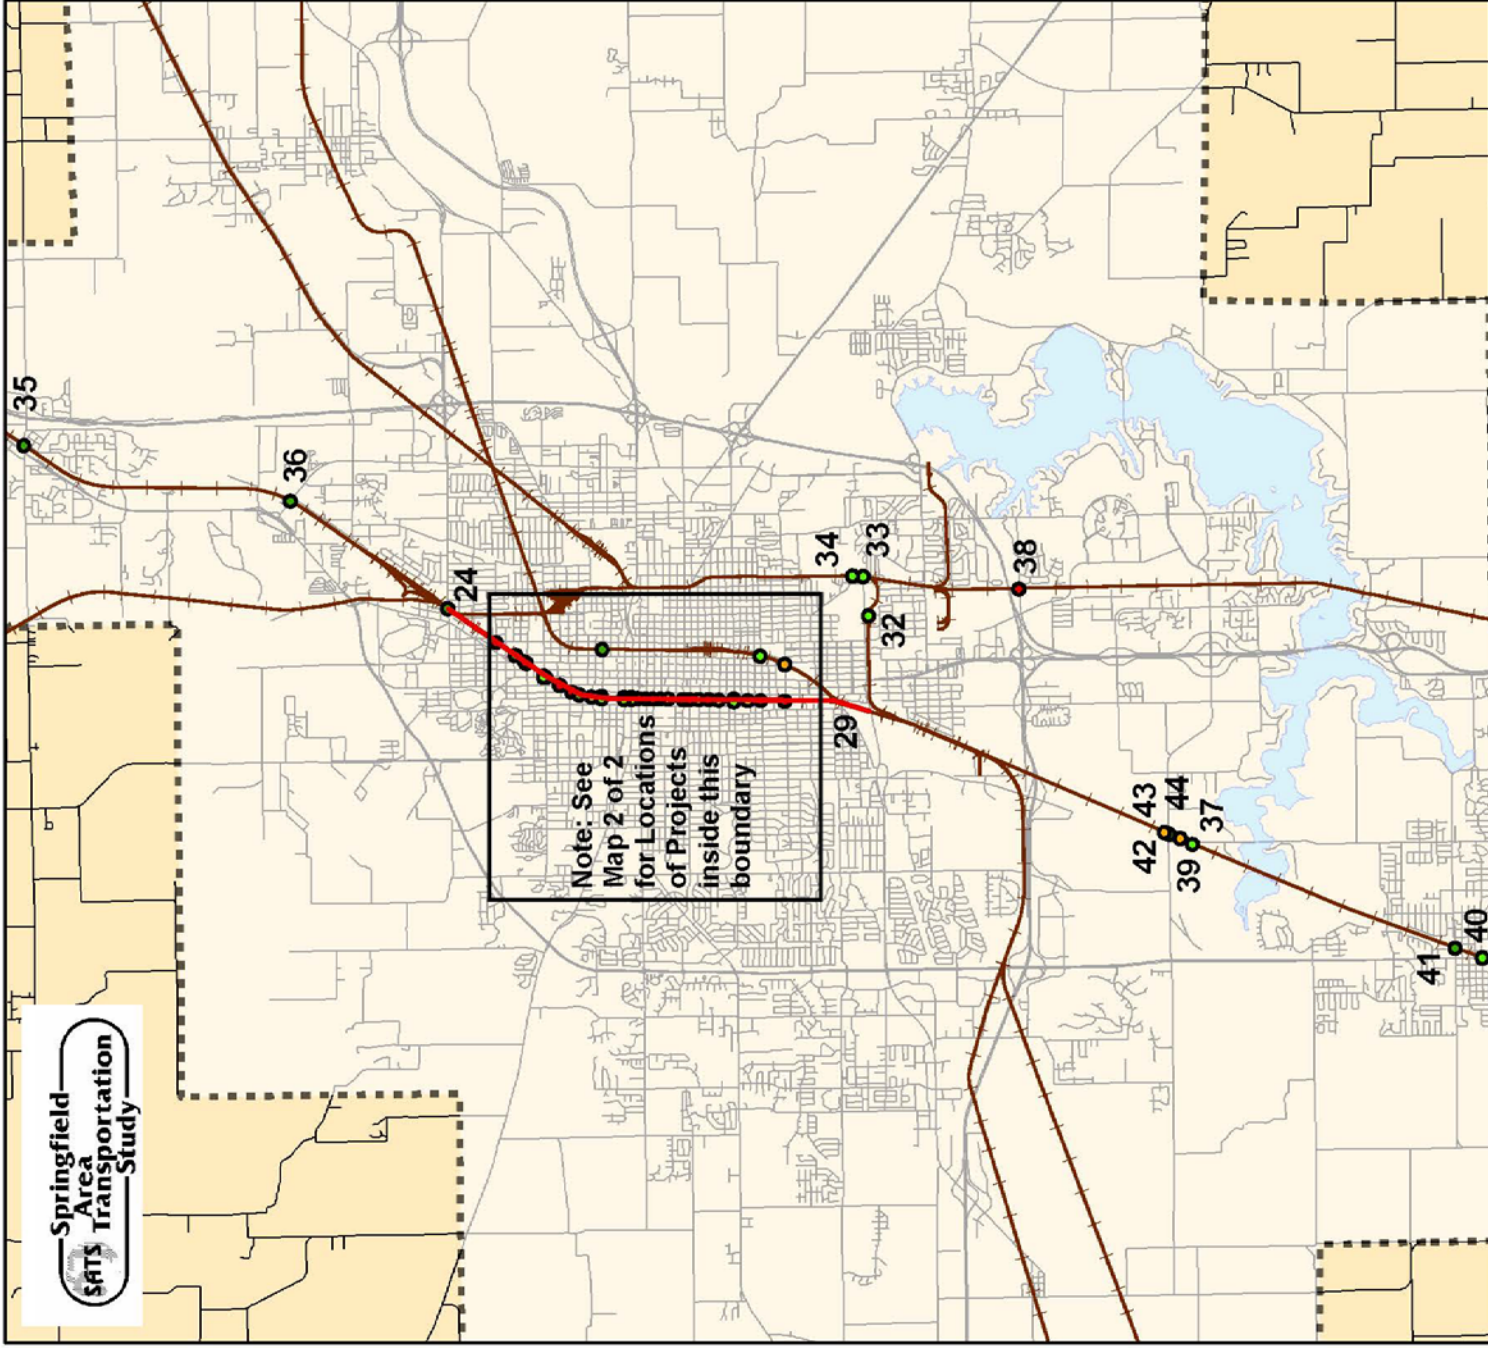 Springfield
Area
SATS Transportation
Study
35
36
24
Note: See
Map 2 of 2
for Locations
of Projects
inside this
boundary
34
33
32
29
38
43
44
42
37
39
40
41